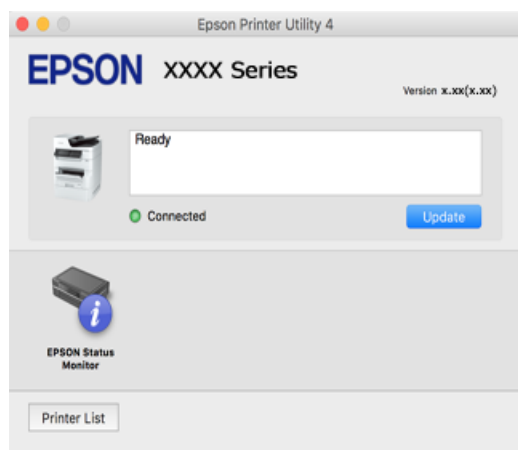 Epson Printer Utility 4
EPSON XXXX Series
Version x.xx(x.xx)
Ready
Connected
Update
i
EPSON Status
Monitor
Printer List